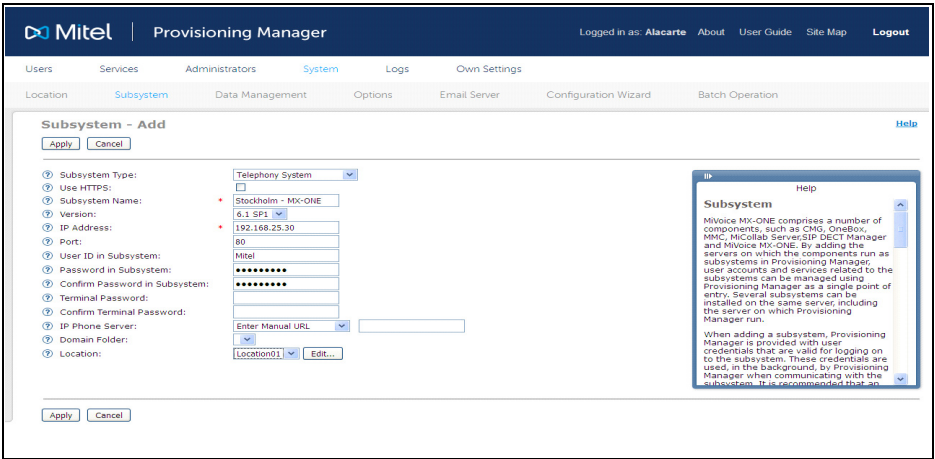 Mitel | Provisioning Manager
Logged in as: Alacarte About User Guide Site Map Logout
Users Services Administrators System Logs Own Settings
Location Subsystem Data Management Options Email Server Configuration Wizard Batch Operation
Subsystem - Add
Help
Apply Cancel
Subsystem Type: Telephony System
Use HTTPS:
Subsystem Name: * Stockholm - MX-ONE
Version: 6.1 SP1
IP Address: * 192.168.25.30
Port: 80
User ID in Subsystem: Mitel
Password in Subsystem: •••••••••
Confirm Password in Subsystem: •••••••••
Terminal Password:
Confirm Terminal Password:
IP Phone Server: Enter Manual URL
Domain Folder:
Location: Location01 Edit...
Apply Cancel
Help
Subsystem
MiVoice MX-ONE comprises a number of
components, such as CMG, OneBox,
MMC, MiCollab Server,SIP DECT Manager
and MiVoice MX-ONE. By adding the
servers on which the components run as
subsystems in Provisioning Manager,
user accounts and services related to the
subsystems can be managed using
Provisioning Manager as a single point of
entry. Several subsystems can be
installed on the same server, including
the server on which Provisioning
Manager run.
When adding a subsystem, Provisioning
Manager is provided with user
credentials that are valid for logging on
to the subsystem. These credentials are
used, in the background, by Provisioning
Manager when communicating with the
subsystem. It is recommended that an